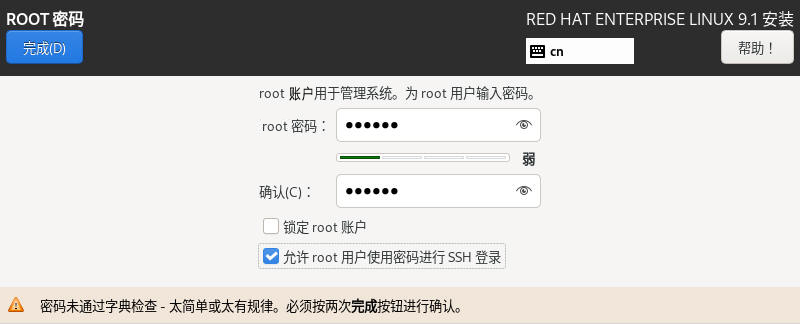 ROOT 密码
RED HAT ENTERPRISE LINUX 9.1 安装
完成(D)
cn
帮助！
root 账户用于管理系统。为 root 用户输入密码。
root 密码：
弱
确认(C)：
锁定 root 账户
允许 root 用户使用密码进行 SSH 登录
密码未通过字典检查 - 太简单或太有规律。必须按两次完成按钮进行确认。